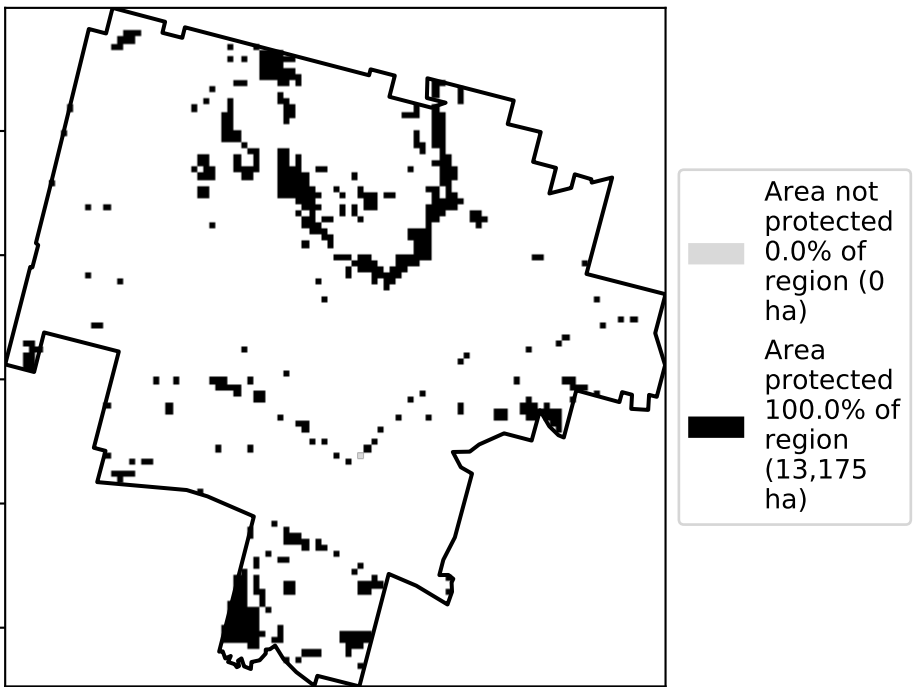 Area not
protected
0.0% of
region (0
ha)
Area
protected
100.0% of
region
(13,175
ha)